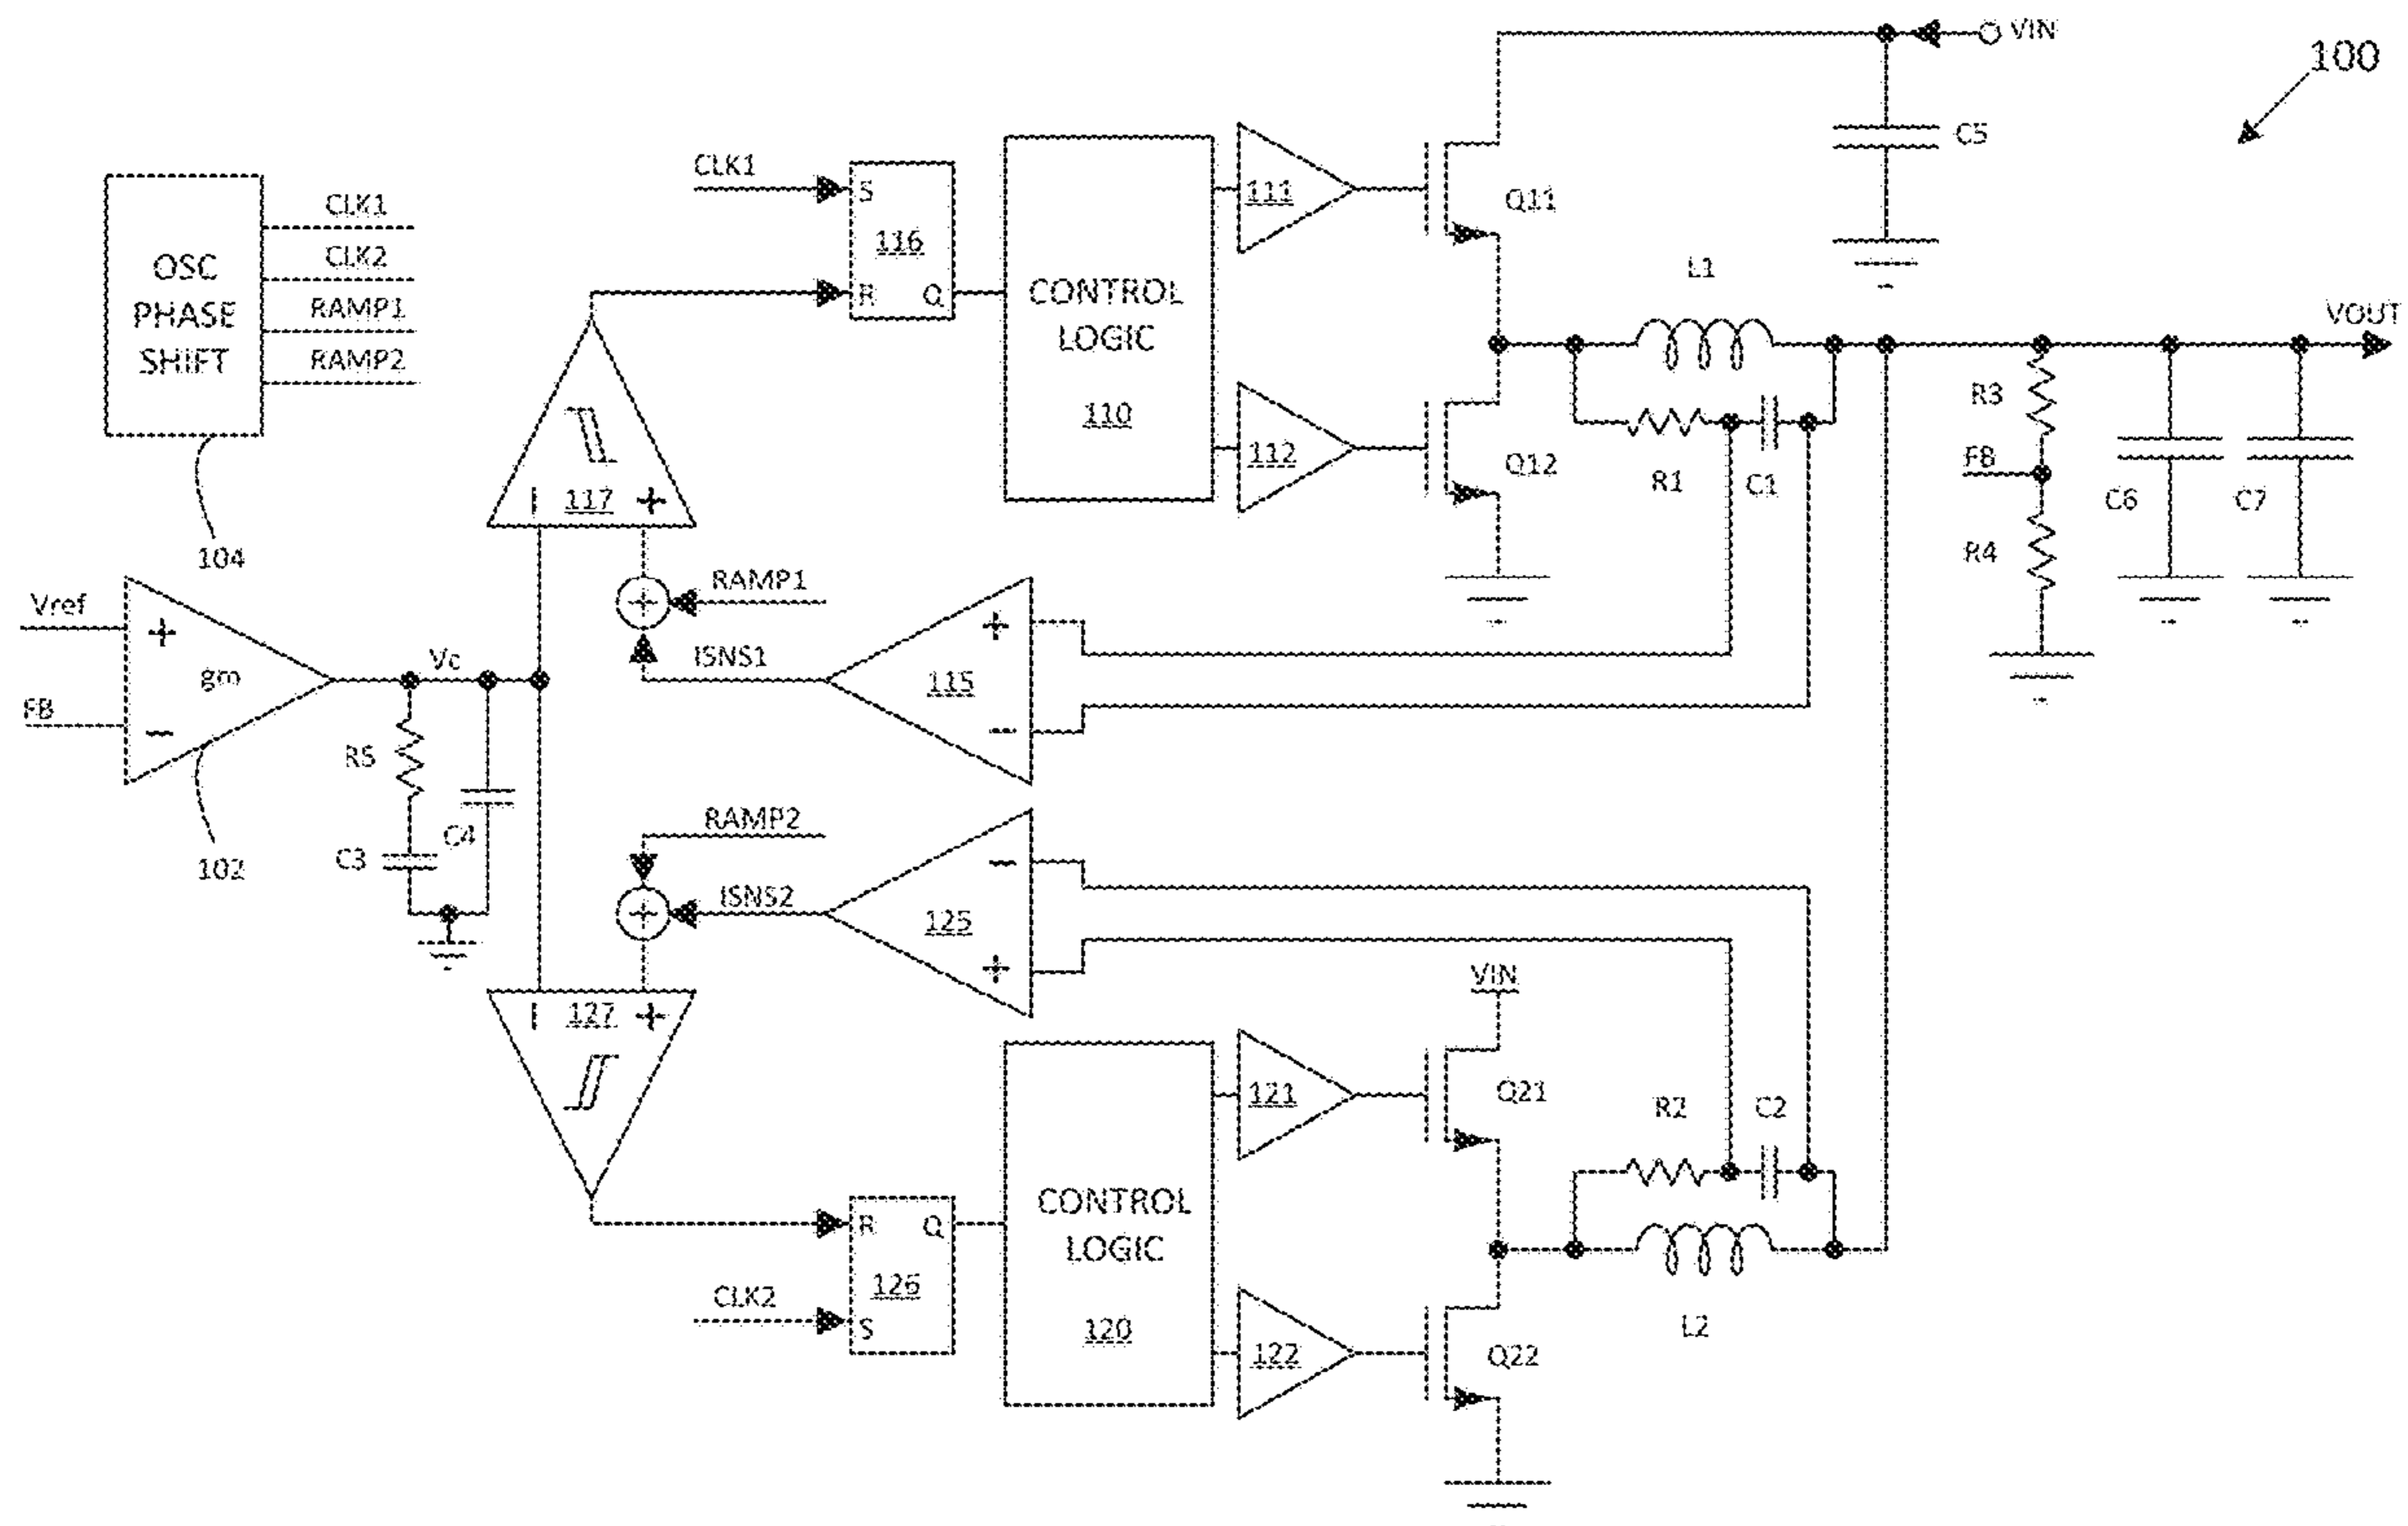 VIN
100
C5
CLK1
S
116
R Q
111
Q11
OSC
PHASE
SHIFT
CLK1
CLK2
RAMP1
RAMP2
104
CONTROL
LOGIC
110
L1
VOUT
112
Q12
R1
C1
R3
FB
R4
C6
C7
117
- +
RAMP1
ISNS1
+
115
-
Vref
+
gm
FB
-
102
Vc
R5
C3
C4
RAMP2
ISNS2
-
125
+
- 127 +
VIN
CONTROL
LOGIC
120
121
Q21
R2
C2
R Q
126
CLK2
S
122
Q22
L2